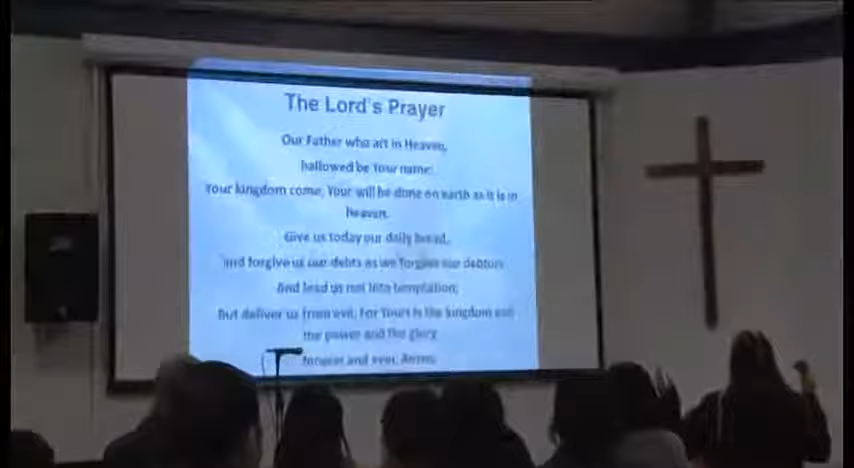 The Lord's Prayer
Our Father who art in Heaven,
hallowed be Your name;
Your kingdom come; Your will be done on earth as it is in
heaven.
Give us today our daily bread,
and forgive us our debts as we forgive our debtors
And lead us not into temptation;
But deliver us from evil; For Yours is the kingdom and
the power and the glory
forever and ever. Amen.